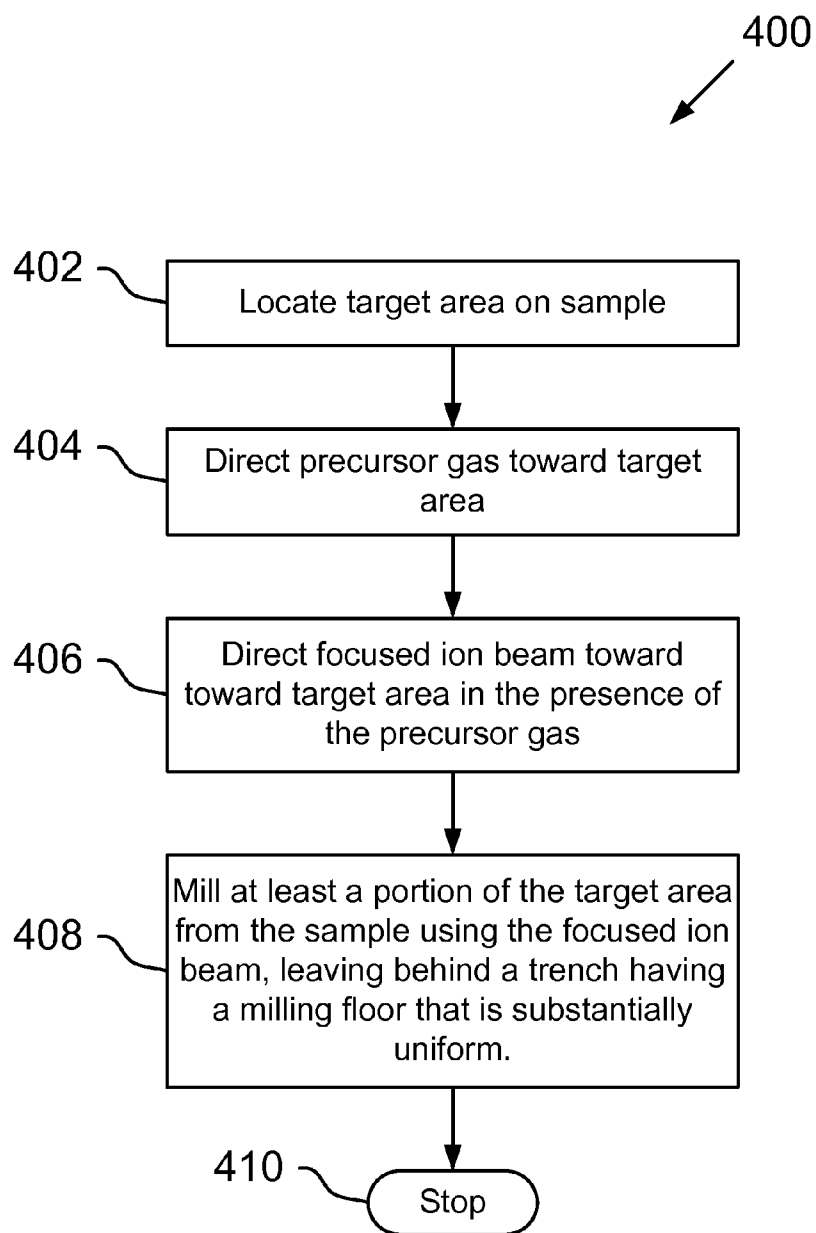 400
402
Locate target area on sample
404
Direct precursor gas toward target
area
406
Direct focused ion beam toward
toward target area in the presence of
the precursor gas
408
Mill at least a portion of the target area
from the sample using the focused ion
beam, leaving behind a trench having
a milling floor that is substantially
uniform.
410
Stop